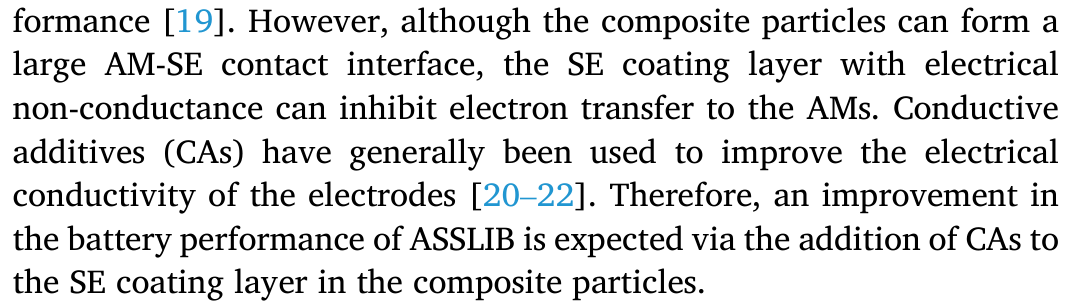 formance [19]. However, although the composite particles can form a
large AM-SE contact interface, the SE coating layer with electrical
non-conductance can inhibit electron transfer to the AMs. Conductive
additives (CAs) have generally been used to improve the electrical
conductivity of the electrodes [20–22]. Therefore, an improvement in
the battery performance of ASSLIB is expected via the addition of CAs to
the SE coating layer in the composite particles.